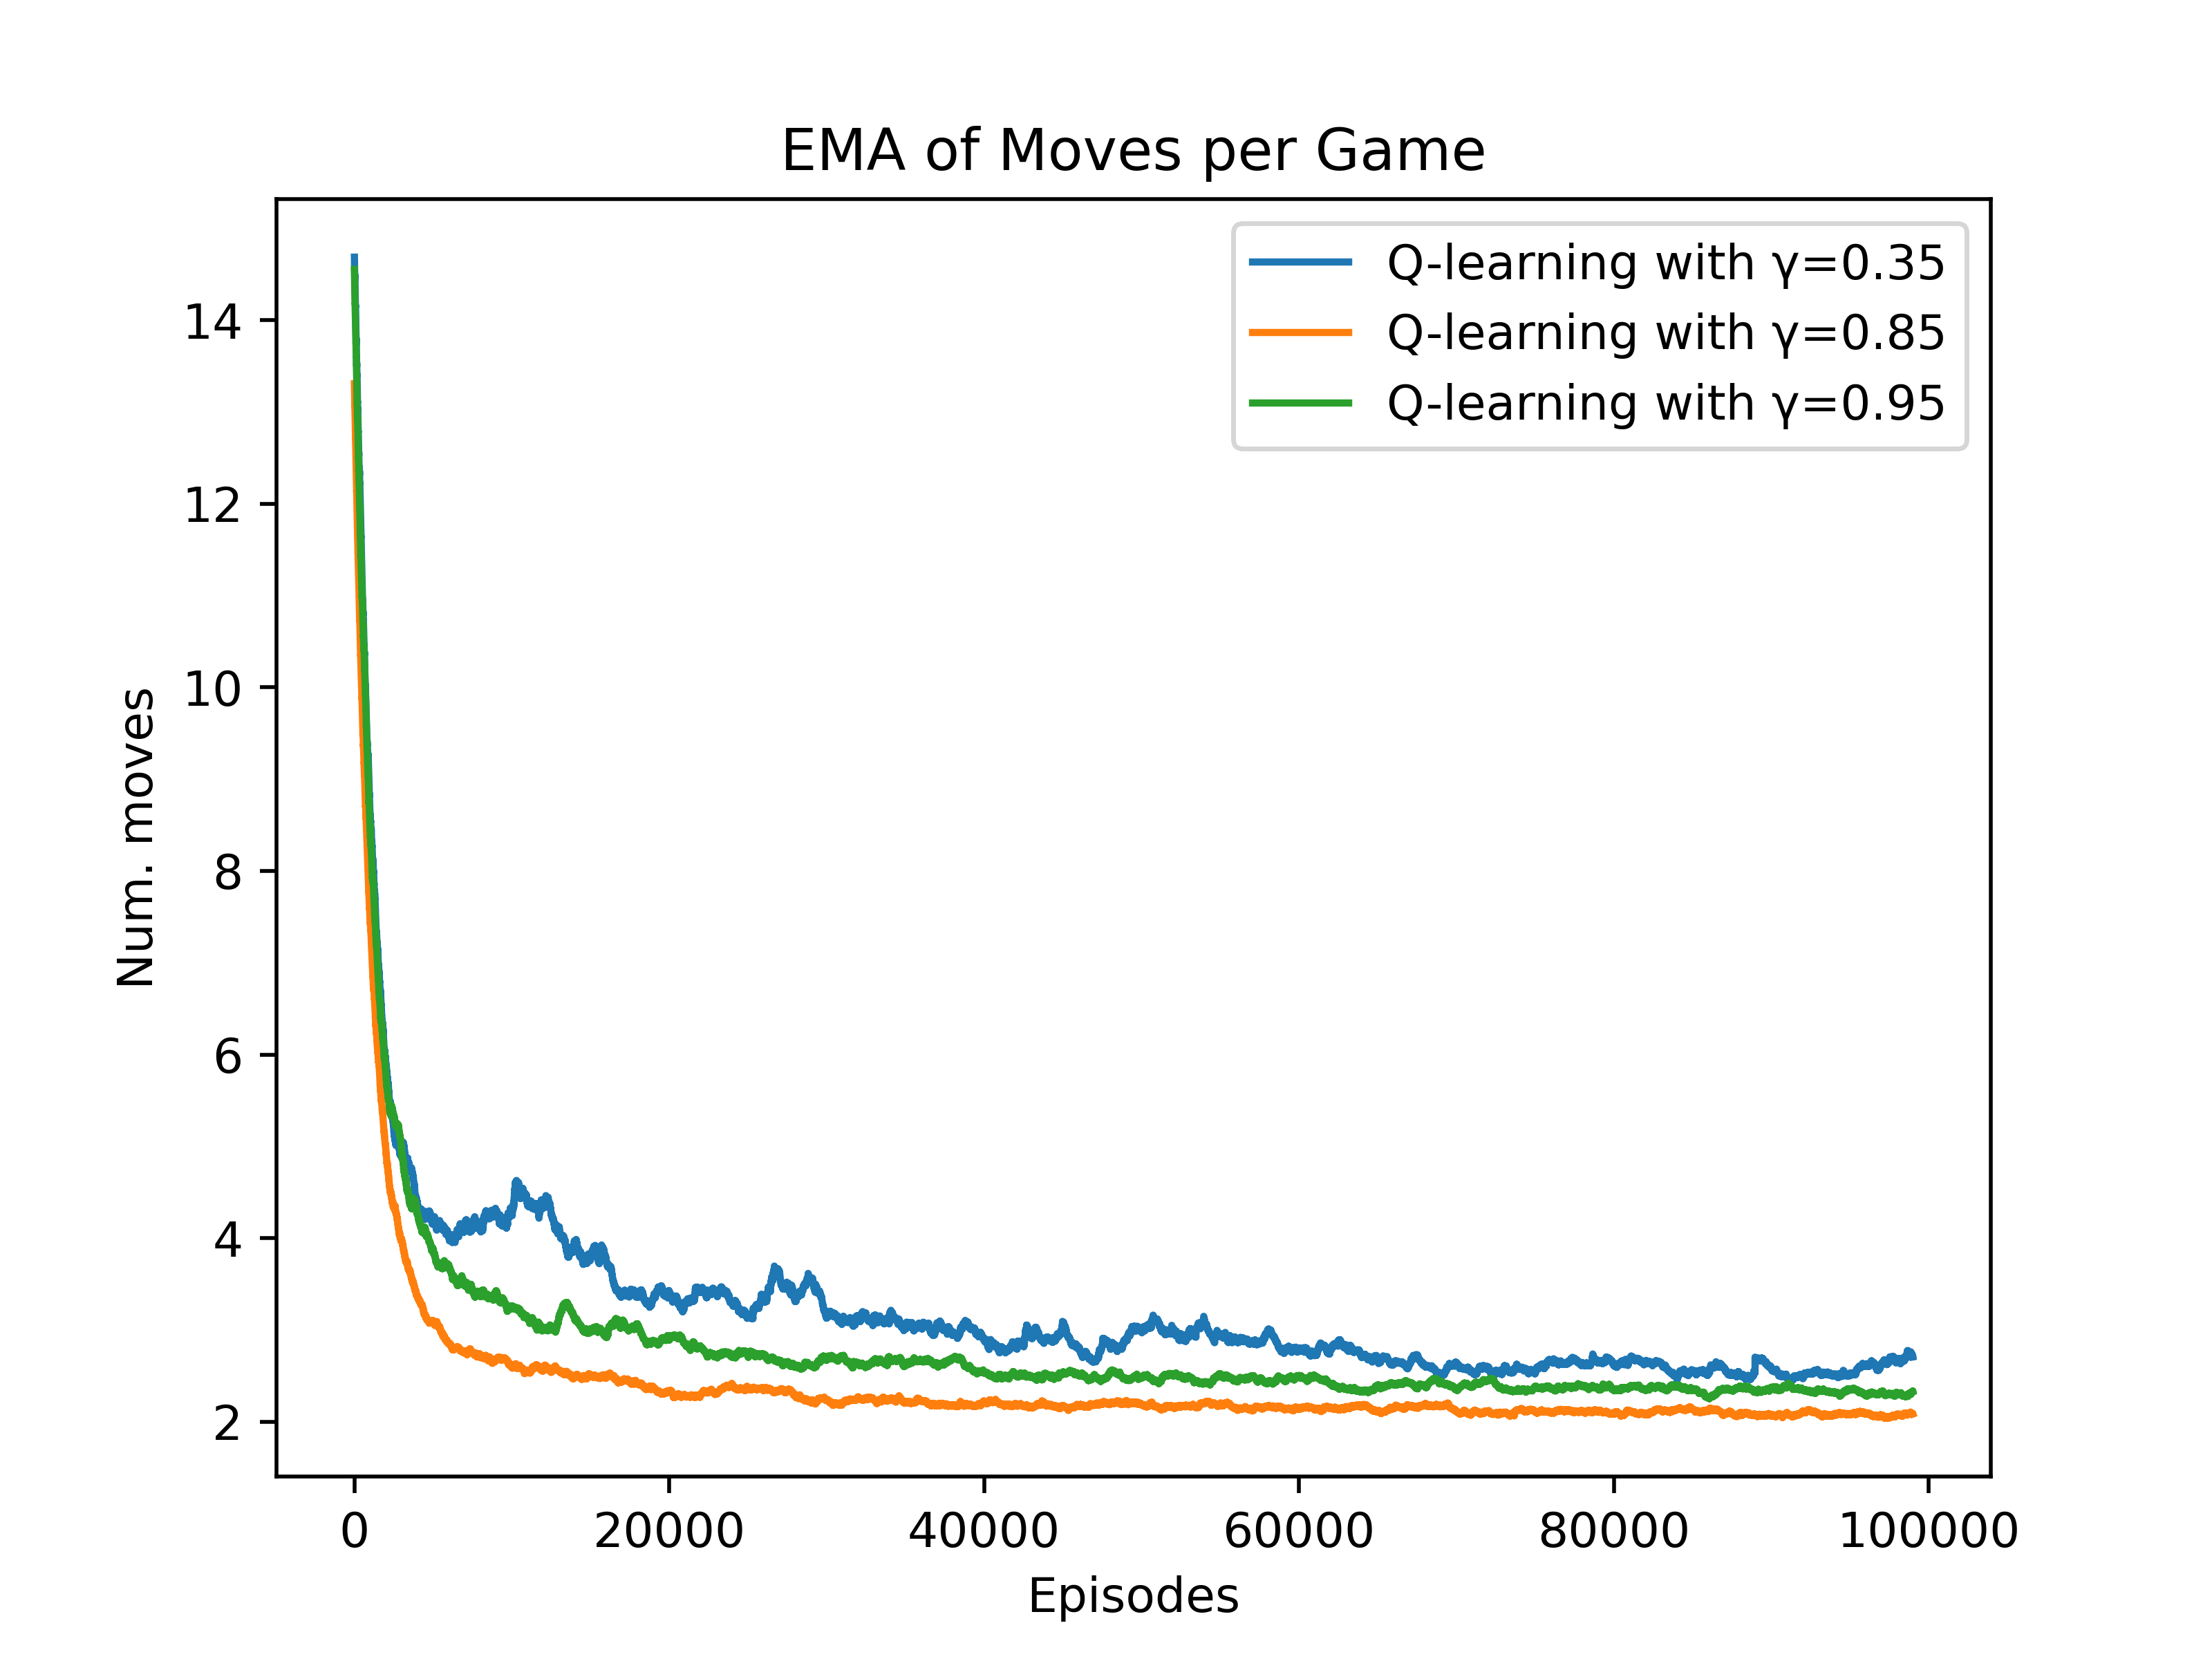 EMA of Moves per Game
Q-learning with γ=0.35
Q-learning with γ=0.85
Q-learning with γ=0.95
14
12
10
8
6
4
2
Num. moves
0
20000
40000
60000
80000
100000
Episodes